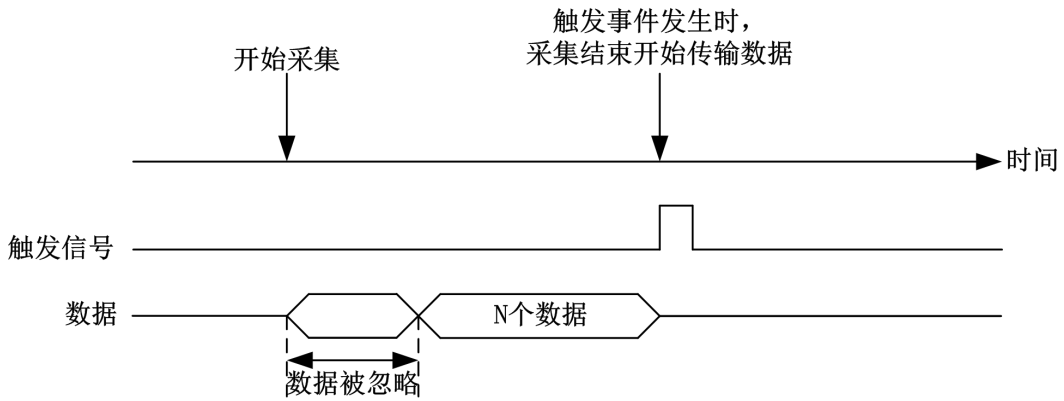 触发事件发生时，
采集结束开始传输数据
开始采集
时间
触发信号
数据
N个数据
数据被忽略